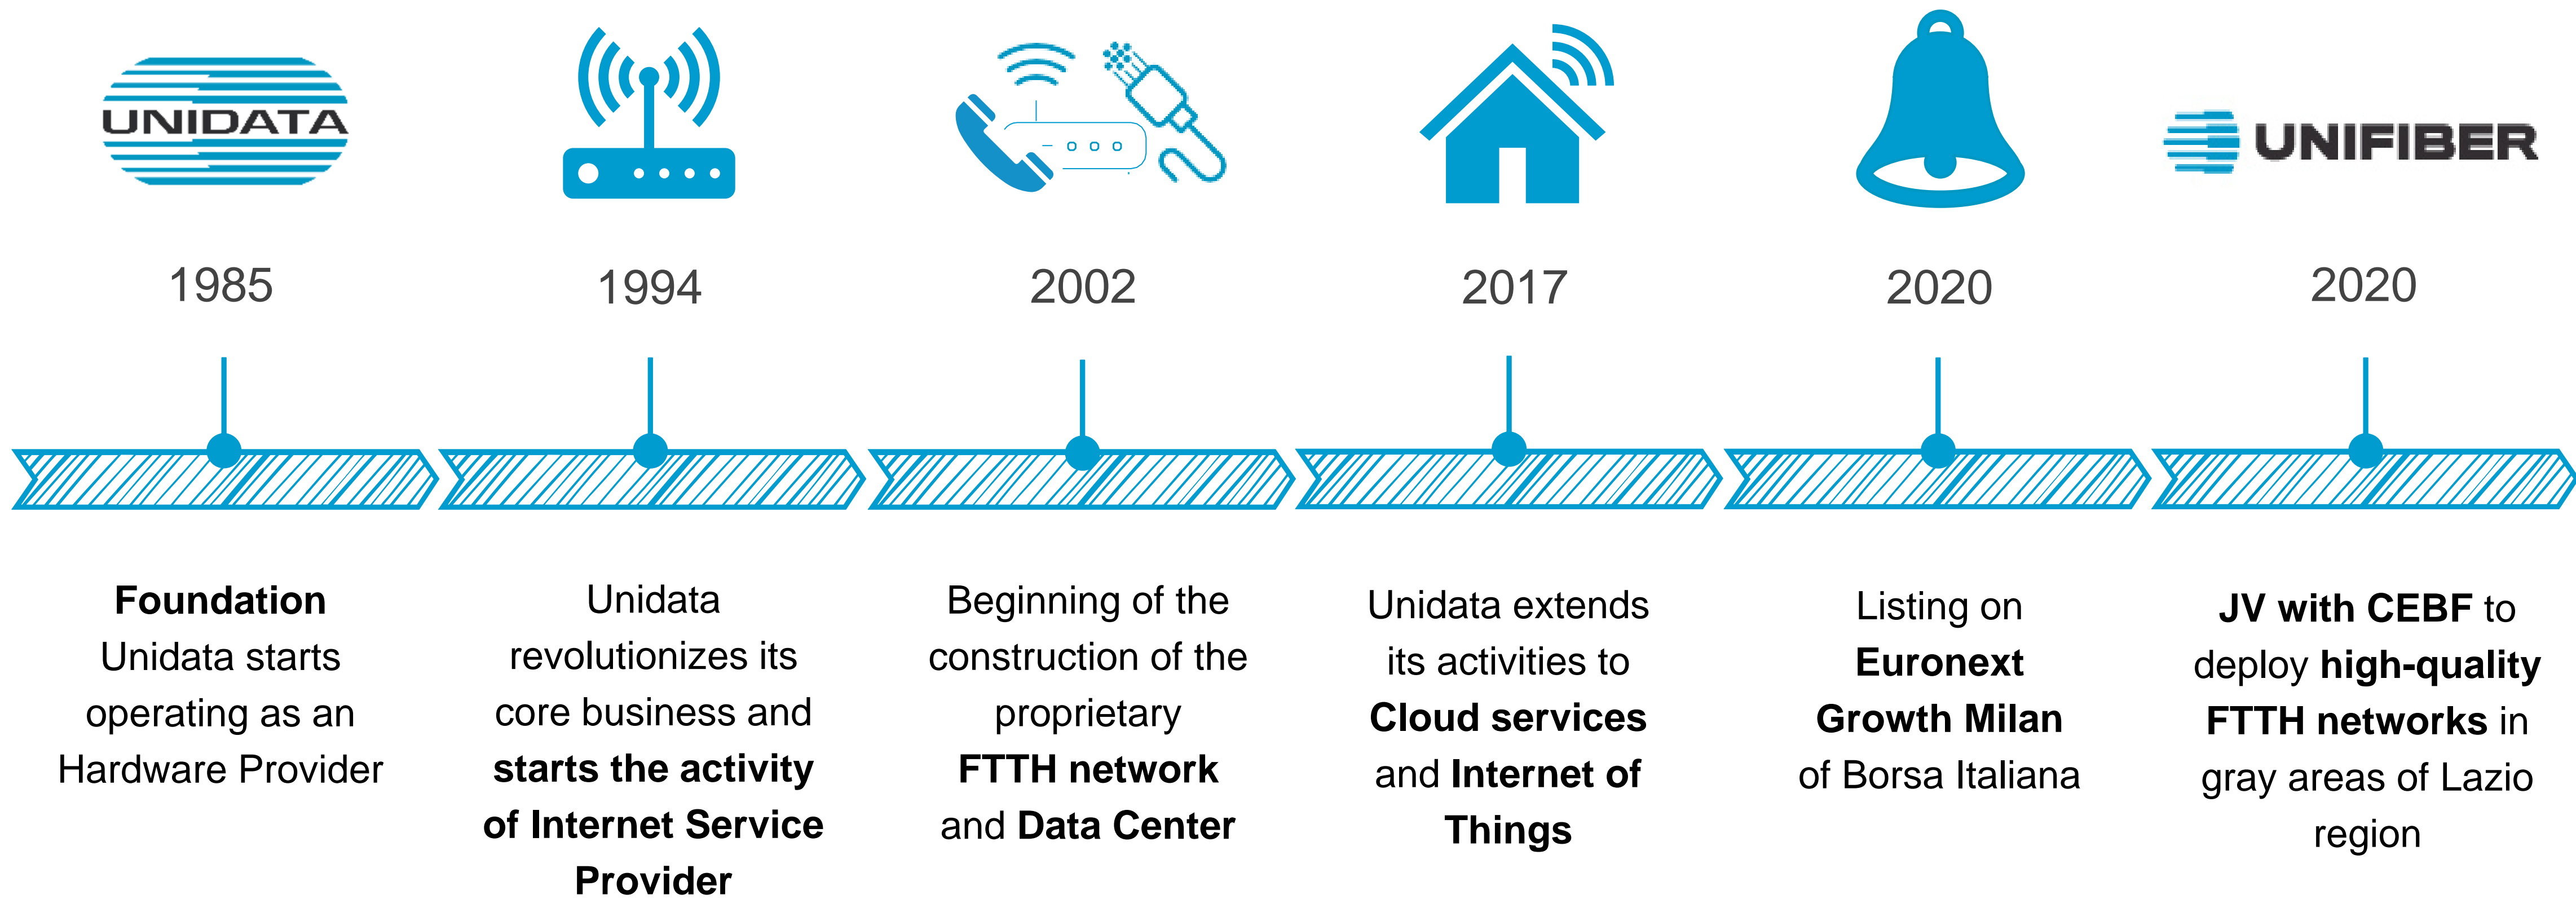 UNIDATA
1985
Foundation
Unidata starts
operating as an
Hardware Provider
1994
Unidata
revolutionizes its
core business and
starts the activity
of Internet Service
Provider
2002
Beginning of the
construction of the
proprietary
FTTH network
and Data Center
2017
Unidata extends
its activities to
Cloud services
and Internet of
Things
2020
Listing on
Euronext
Growth Milan
of Borsa Italiana
UNIFIBER
2020
JV with CEBF to
deploy high-quality
FTTH networks in
gray areas of Lazio
region